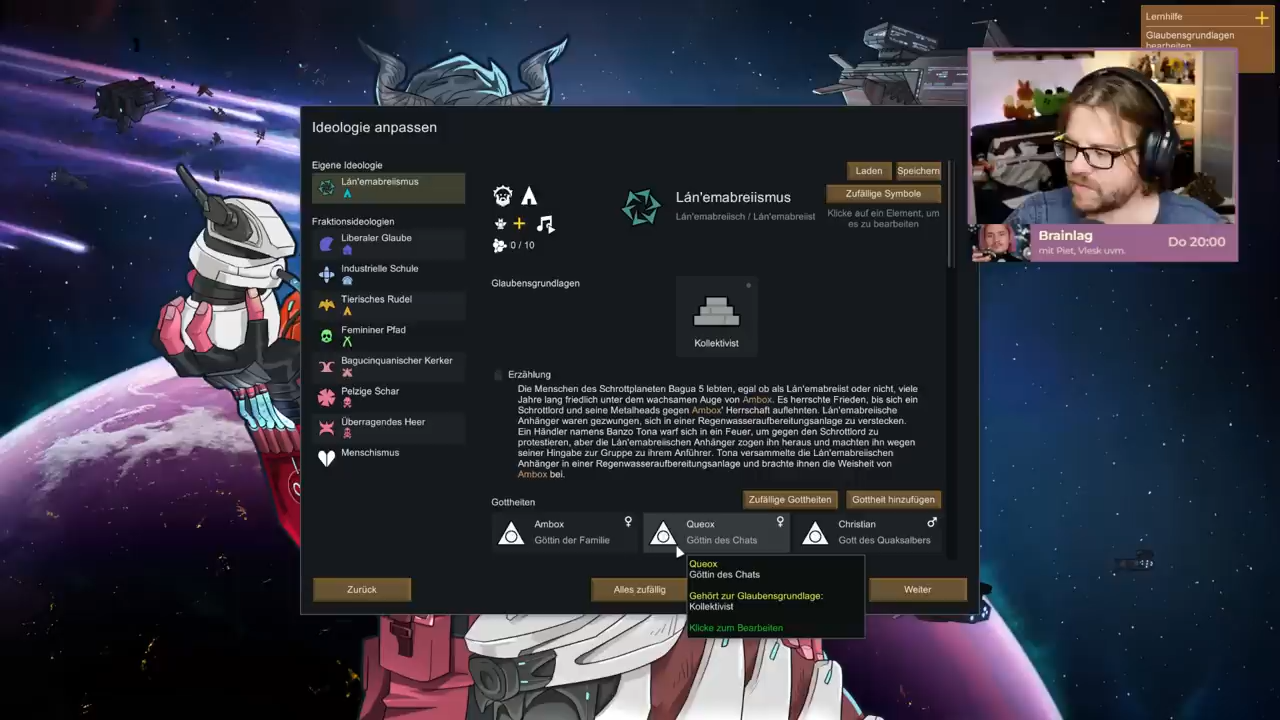 Lernhilfe
Glaubensgrundlagen
bearbeiten
Ideologie anpassen
Eigene Ideologie
Lán'emabreiismus
Fraktionsideologien
Liberaler Glaube
Industrielle Schule
Tierisches Rudel
Femininer Pfad
Bagucinquanischer Kerker
Pelzige Schar
Überragendes Heer
Menschismus
0 / 10
Lán'emabreiismus
Lán'emabreiisch / Lán'emabreiist
Laden
Speichern
Zufällige Symbole
Klicke auf ein Element, um
es zu bearbeiten
Brainlag
mit Piet, Vlesk uvm.
Do 20:00
Glaubensgrundlagen
Kollektivist
Erzählung
Die Menschen des Schrottplaneten Bagua 5 lebten, egal ob als Lán'emabreiist oder nicht, viele
Jahre lang friedlich unter dem wachsamen Auge von Ambox. Es herrschte Frieden, bis sich ein
Schrottlord und seine Metalheads gegen Ambox' Herrschaft auflehnten. Lán'emabreiische
Anhänger waren gezwungen, sich in einer Regenwasseraufbereitungsanlage zu verstecken.
Ein Händler namens Banzo Tona warf sich in ein Feuer, um gegen den Schrottlord zu
protestieren, aber die Lán'emabreiischen Anhänger zogen ihn heraus und machten ihn wegen
seiner Hingabe zur Gruppe zu ihrem Anführer. Tona versammelte die Lán'emabreiischen
Anhänger in einer Regenwasseraufbereitungsanlage und brachte ihnen die Weisheit von
Ambox bei.
Gottheiten
Zufällige Gottheiten
Gottheit hinzufügen
Ambox
Göttin der Familie
Queox
Göttin des Chats
Christian
Gott des Quaksalbers
Queox
Göttin des Chats
Gehört zur Glaubensgrundlage:
Kollektivist
Klicke zum Bearbeiten
Zurück
Alles zufällig
Weiter